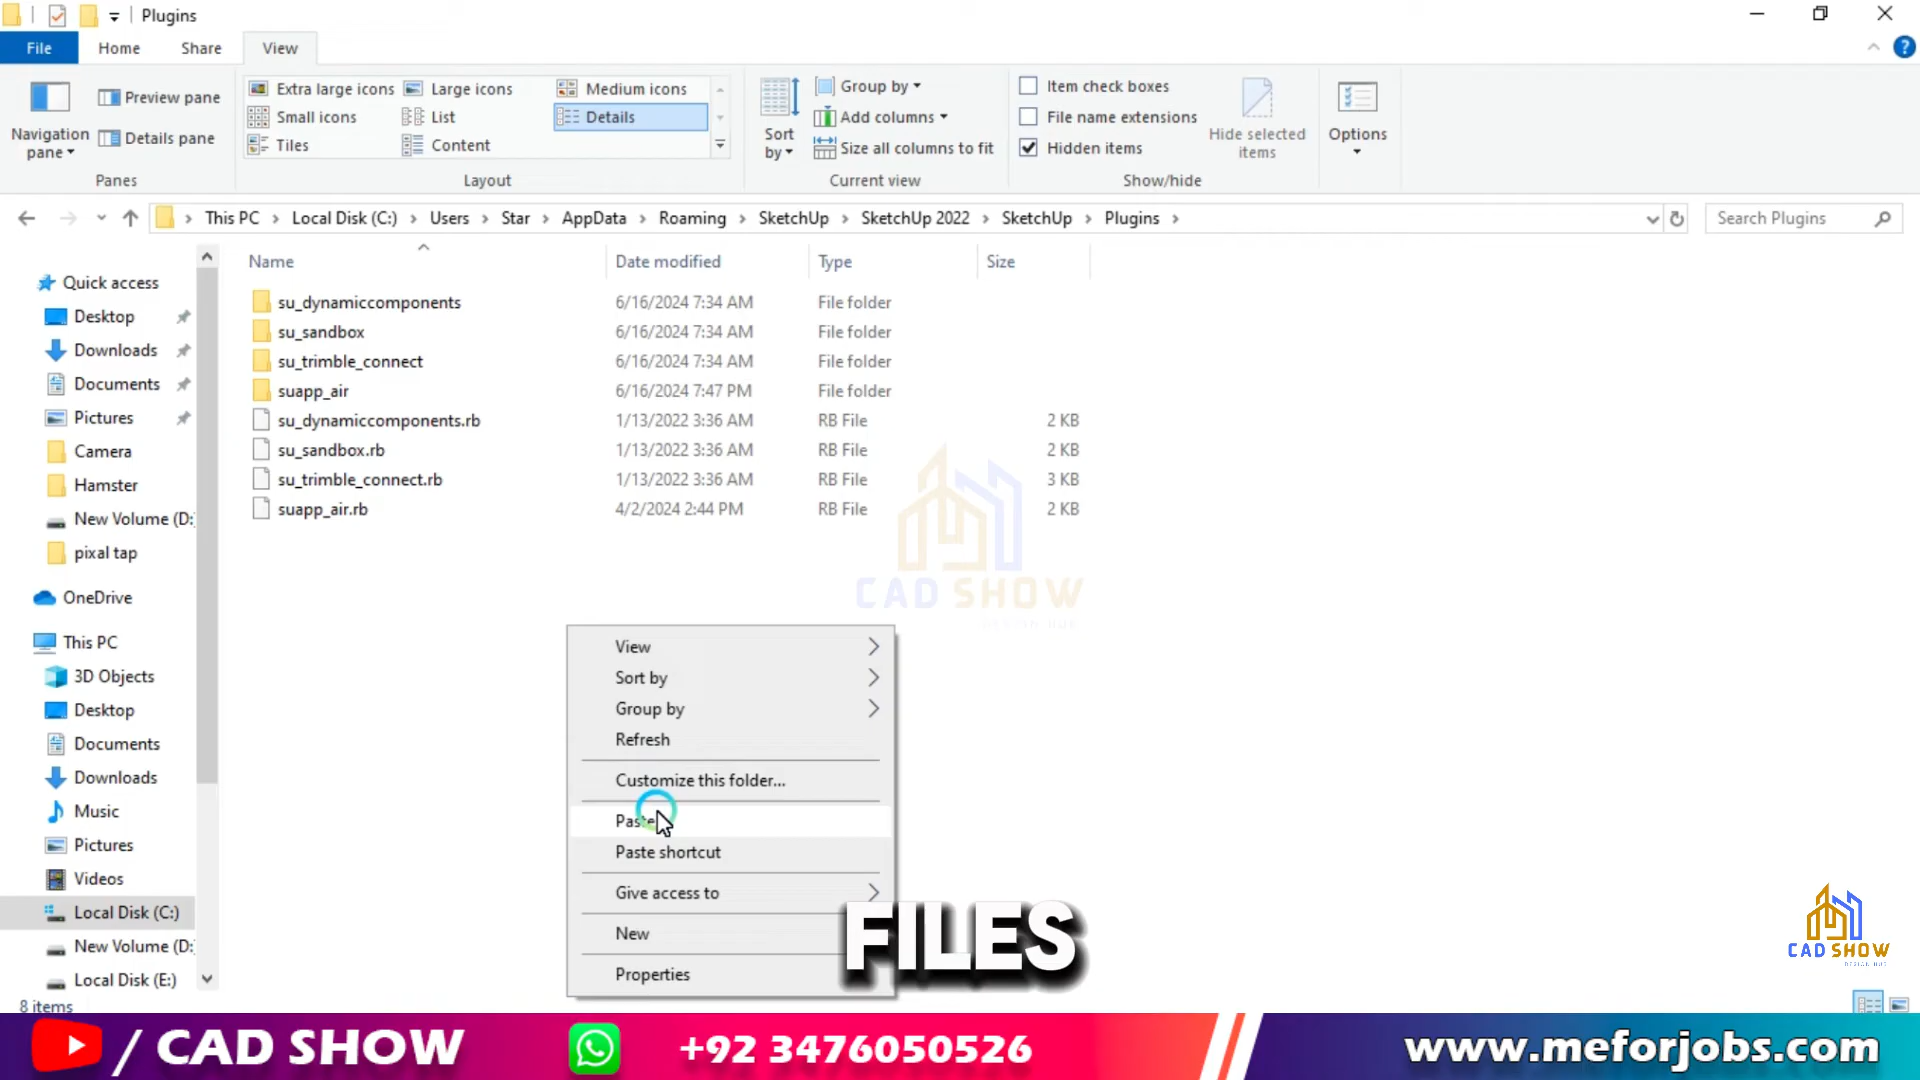 Plugins
File Home Share View
Navigation pane
Preview pane
Details pane
Panes
Extra large icons Large icons Medium icons
Small icons List Details
Tiles Content
Layout
Sort by
Group by
Add columns
Size all columns to fit
Current view
Item check boxes
File name extensions
Hidden items
Hide selected items
Show/hide
Options
This PC Local Disk (C:) Users Star AppData Roaming SketchUp SketchUp 2022 SketchUp Plugins
Search Plugins
Quick access
Desktop
Downloads
Documents
Pictures
Camera
Hamster
New Volume (D:
pixal tap
OneDrive
This PC
3D Objects
Desktop
Documents
Downloads
Music
Pictures
Videos
Local Disk (C:)
New Volume (D:
Local Disk (E:)
8 items
Name Date modified Type Size
su_dynamiccomponents 6/16/2024 7:34 AM File folder
su_sandbox 6/16/2024 7:34 AM File folder
su_trimble_connect 6/16/2024 7:34 AM File folder
suapp_air 6/16/2024 7:47 PM File folder
su_dynamiccomponents.rb 1/13/2022 3:36 AM RB File 2 KB
su_sandbox.rb 1/13/2022 3:36 AM RB File 2 KB
su_trimble_connect.rb 1/13/2022 3:36 AM RB File 3 KB
suapp_air.rb 4/2/2024 2:44 PM RB File 2 KB
CAD SHOW
DESIGN HUB
View
Sort by
Group by
Refresh
Customize this folder...
Paste
Paste shortcut
Give access to
New
Properties
FILES
CAD SHOW
DESIGN HUB
/ CAD SHOW
+92 3476050526
www.meforjobs.com